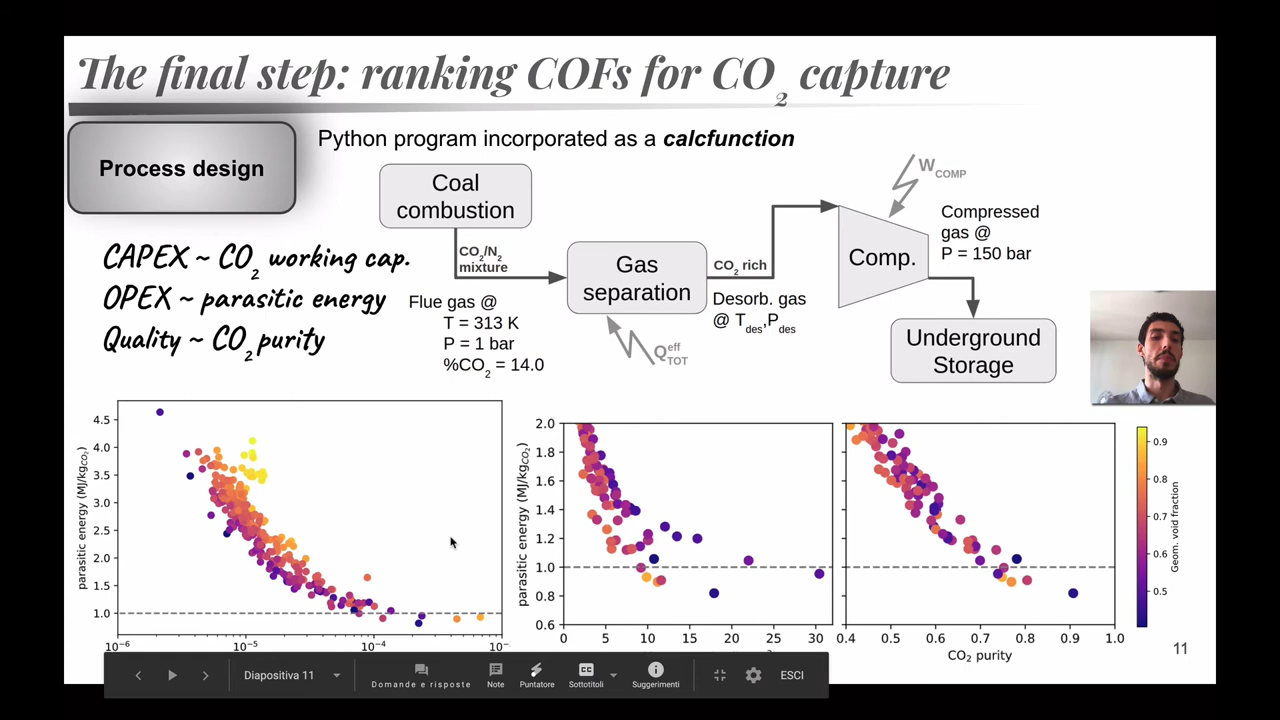 The final step: ranking COFs for CO2 capture
Process design
Python program incorporated as a calcfunction
CAPEX ~ CO2 working cap.
OPEX ~ parasitic energy
Quality ~ CO2 purity
Coal
combustion
CO2/N2
mixture
Flue gas @
T = 313 K
P = 1 bar
%CO2 = 14.0
Gas
separation
Q eff TOT
CO2 rich
Desorb. gas
@ Tdes,Pdes
Comp.
WCOMP
Compressed
gas @
P = 150 bar
Underground
Storage
parasitic energy (MJ/kgCO2)
4.5
4.0
3.5
3.0
2.5
2.0
1.5
1.0
10−6
10−5
10−4
10−
parasitic energy (MJ/kgCO2)
2.0
1.8
1.6
1.4
1.2
1.0
0.8
0.6
0
5
10
15
20
25
30
0.4
0.5
0.6
0.7
0.8
0.9
1.0
CO2 purity
0.9
0.8
0.7
0.6
0.5
Geom. void fraction
11
Diapositiva 11
Domande e risposte
Note
Puntatore
CC
Sottotitoli
Suggerimenti
ESCI